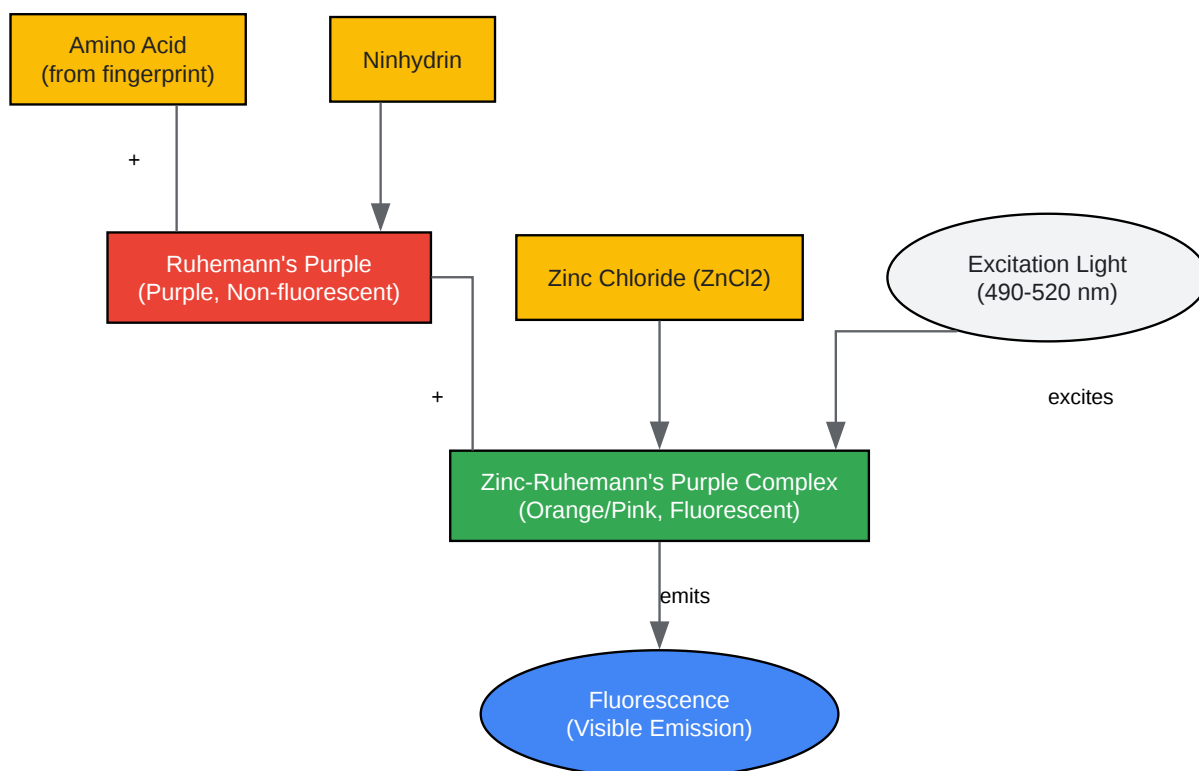 Amino Acid
(from fingerprint)
Ninhydrin
+
Ruhemann's Purple
(Purple, Non-fluorescent)
Zinc Chloride (ZnCl2)
Excitation Light
(490-520 nm)
+
excites
Zinc-Ruhemann's Purple Complex
(Orange/Pink, Fluorescent)
emits
Fluorescence
(Visible Emission)